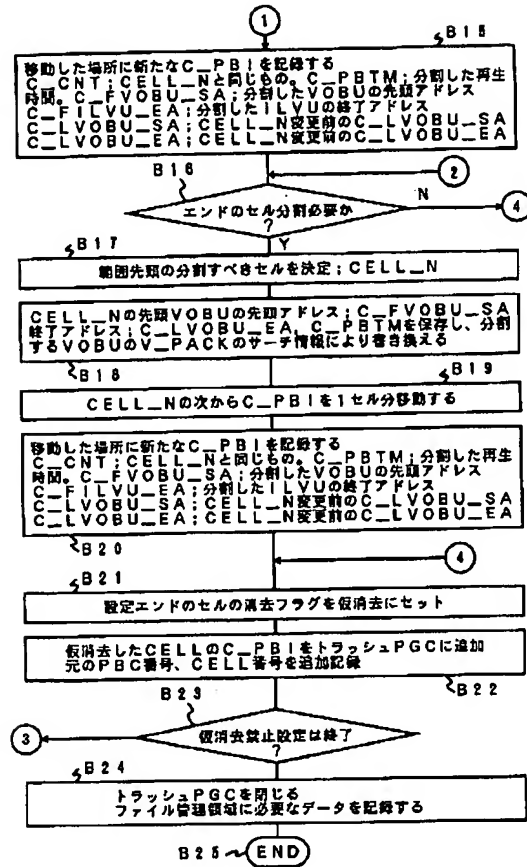 1
B15
移動した場所に新たなC_PBIを記録する
C_CNT;CELL_Nと同じもの。C_PBTM;分割した再生
時間。C_FVOBU_SA;分割したVOBUの先頭アドレス
C_FILVU_EA;分割したILVUの終了アドレス
C_LVOBU_SA;CELL_N変更前のC_LVOBU_SA
C_LVOBU_EA;CELL_N変更前のC_LVOBU_EA
2
B16
エンドのセル分割必要か
?
N
4
Y
B17
範囲先頭の分割すべきセルを決定;CELL_N
CELL_Nの先頭VOBUの先頭アドレス;C_FVOBU_SA
終了アドレス;C_LVOBU_EA、C_PBTMを保存し、分割
するVOBUのV_PACKのサーチ情報により書き換える
B18
B19
CELL_Nの次からC_PBIを1セル分移動する
移動した場所に新たなC_PBIを記録する
C_CNT;CELL_Nと同じもの。C_PBTM;分割した再生
時間。C_FVOBU_SA;分割したVOBUの先頭アドレス
C_FILVU_EA;分割したILVUの終了アドレス
C_LVOBU_SA;CELL_N変更前のC_LVOBU_SA
C_LVOBU_EA;CELL_N変更前のC_LVOBU_EA
B20
4
B21
設定エンドのセルの消去フラグを仮消去にセット
仮消去したCELLのC_PBIをトラッシュPGCに追加
元のPBC番号、CELL番号を追加記録
B22
B23
3
仮消去禁止設定は終了
?
B24
トラッシュPGCを閉じる
ファイル管理領域に必要なデータを記録する
B25
END